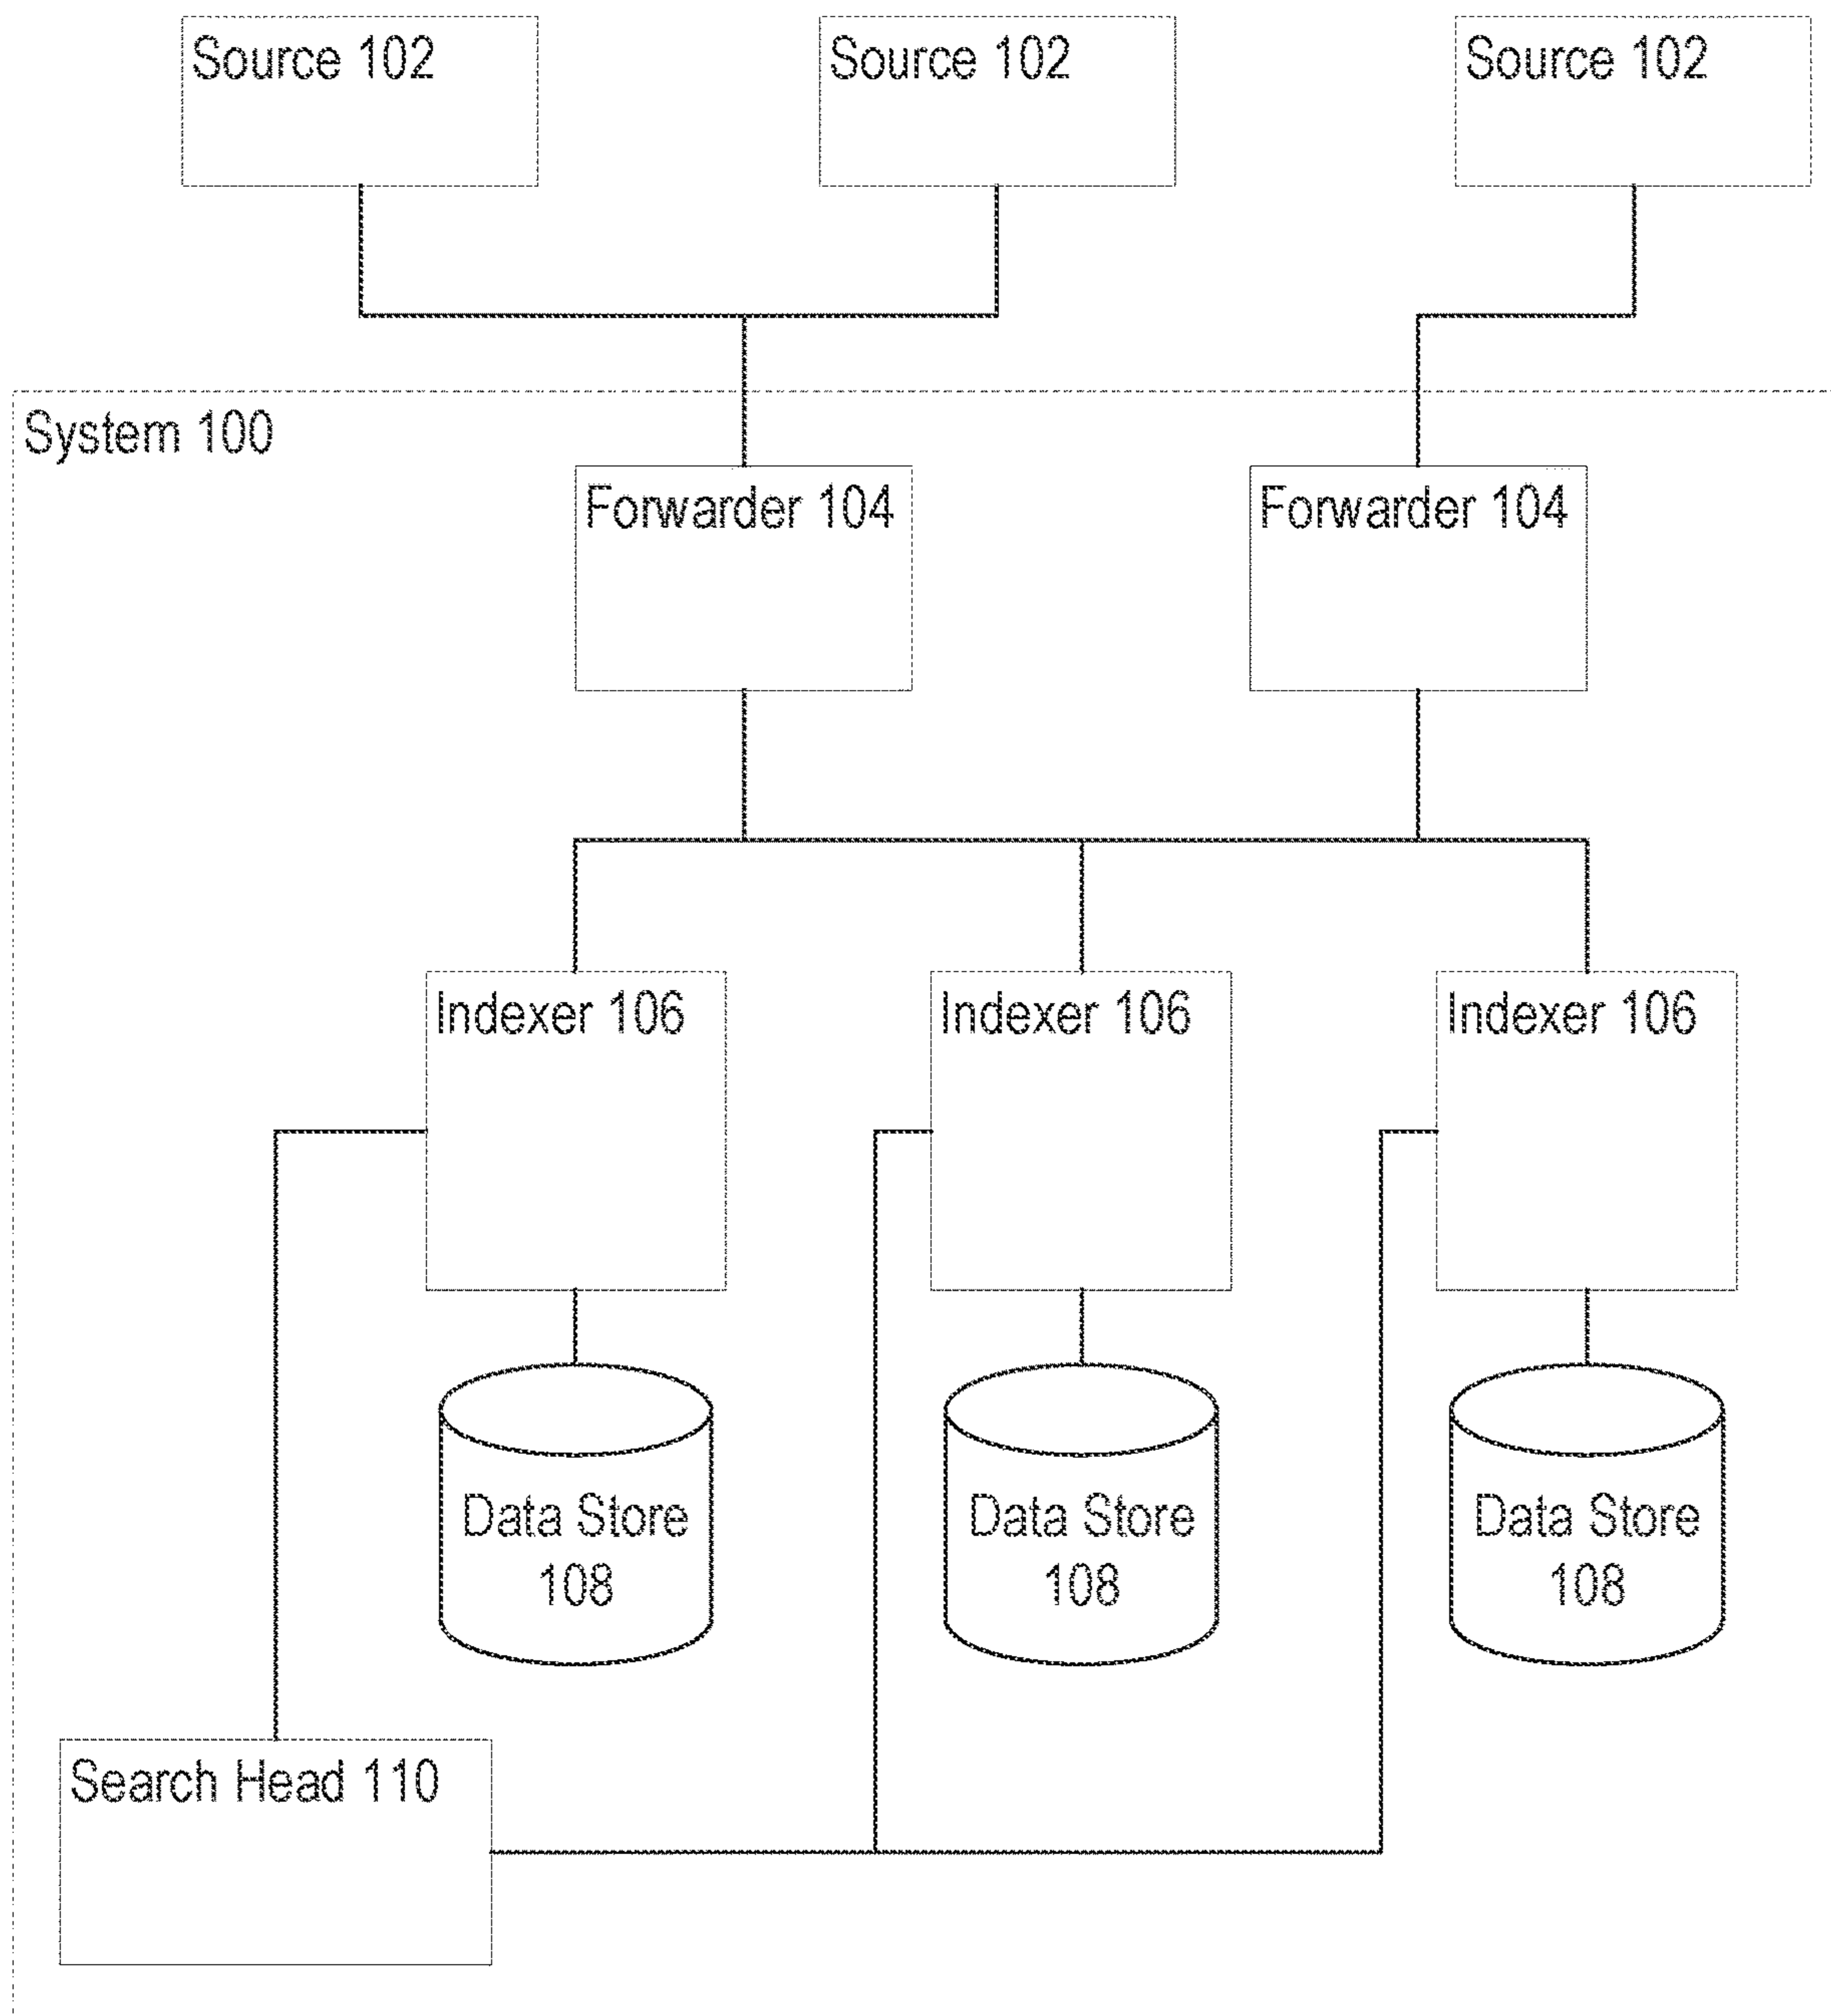 Source 102
Source 102
Source 102
System 100
Forwarder 104
Forwarder 104
Indexer 106
Indexer 106
Indexer 106
Data Store
108
Data Store
108
Data Store
108
Search Head 110